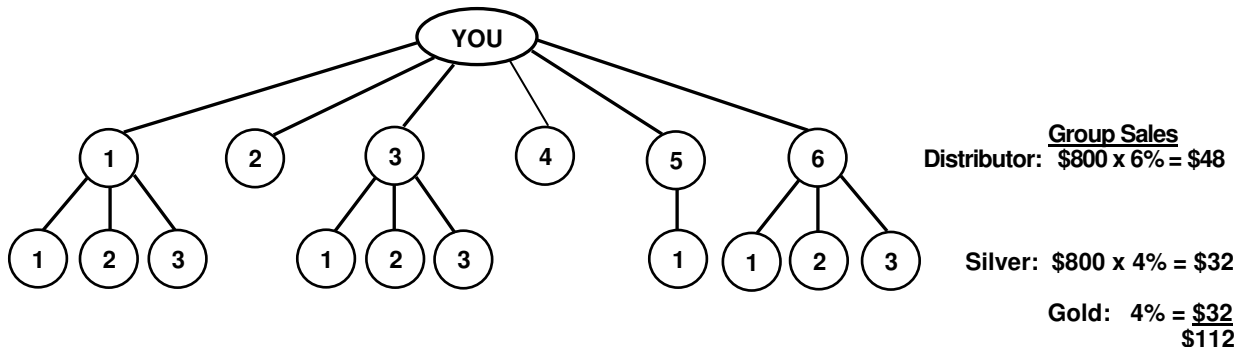 YOU
Group Sales
1 2 3 4 5 6
Distributor: $800 x 6% = $48
1 2 3 1 2 3 1 1 2 3
Silver: $800 x 4% = $32
Gold: 4% = $32
$112